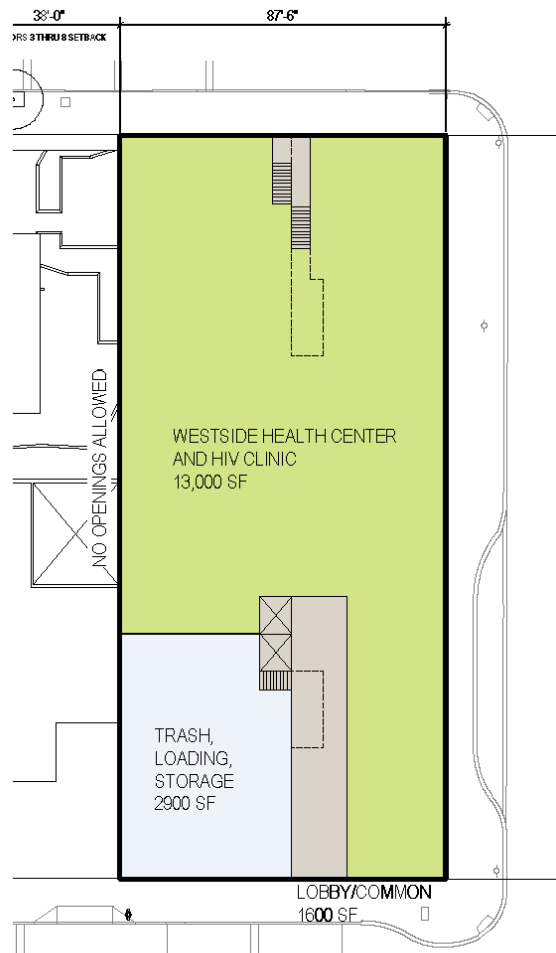 38'-0" 87'-6"
ORS 3 THRU 8 SETBACK
NO OPENINGS ALLOWED
WESTSIDE HEALTH CENTER
AND HIV CLINIC
13,000 SF
TRASH,
LOADING,
STORAGE
2900 SF
LOBBY/COMMON
1600 SF